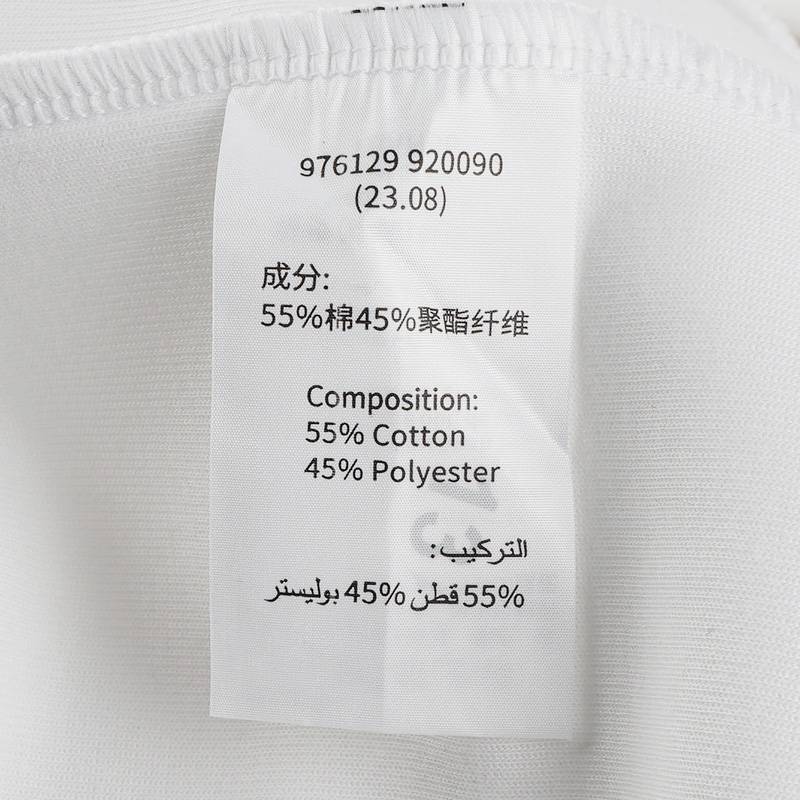 976129 920090
(23.08)
成分:
55%棉45%聚酯纤维
Composition:
55% Cotton
45% Polyester
التركيب:
55% قطن 45% بوليستر